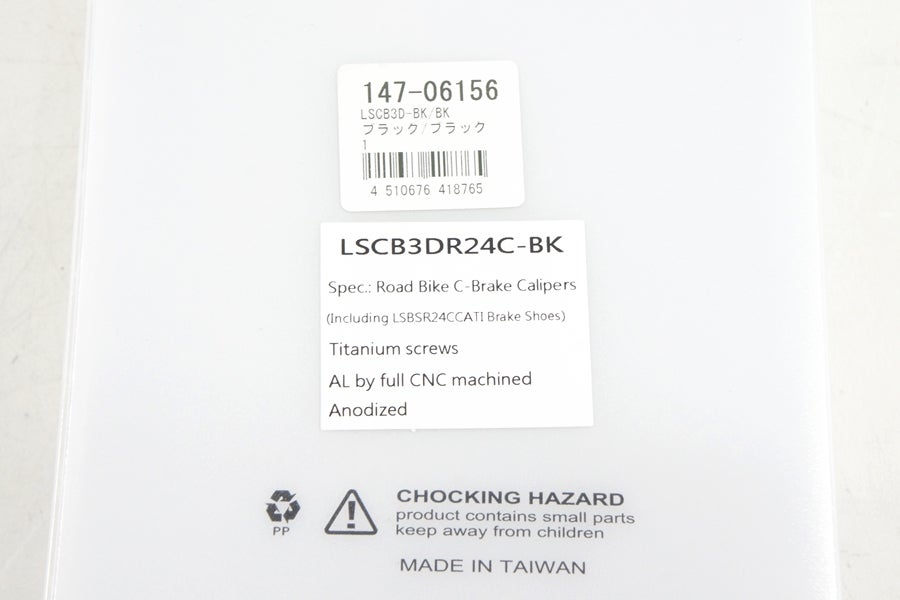 147-06156
LSCB3D-BK/BK
ブラック/ブラック
1
4 510676 418765
LSCB3DR24C-BK
Spec.: Road Bike C-Brake Calipers
(Including LSBSR24CCATI Brake Shoes)
Titanium screws
AL by full CNC machined
Anodized
CHOCKING HAZARD
product contains small parts
keep away from children
PP
MADE IN TAIWAN